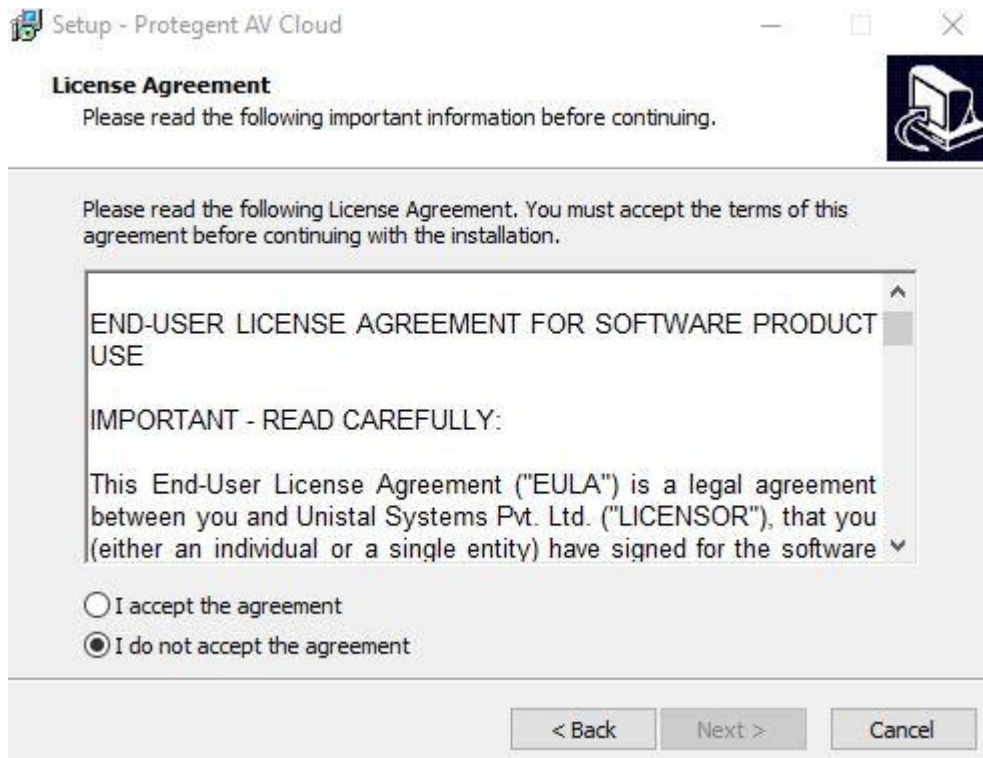 Setup - Protegent AV Cloud
License Agreement
Please read the following important information before continuing.
Please read the following License Agreement. You must accept the terms of this
agreement before continuing with the installation.
END-USER LICENSE AGREEMENT FOR SOFTWARE PRODUCT
USE
IMPORTANT - READ CAREFULLY:
This End-User License Agreement ("EULA") is a legal agreement
between you and Unistal Systems Pvt. Ltd. ("LICENSOR"), that you
(either an individual or a single entity) have signed for the software
I accept the agreement
I do not accept the agreement
< Back
Next >
Cancel